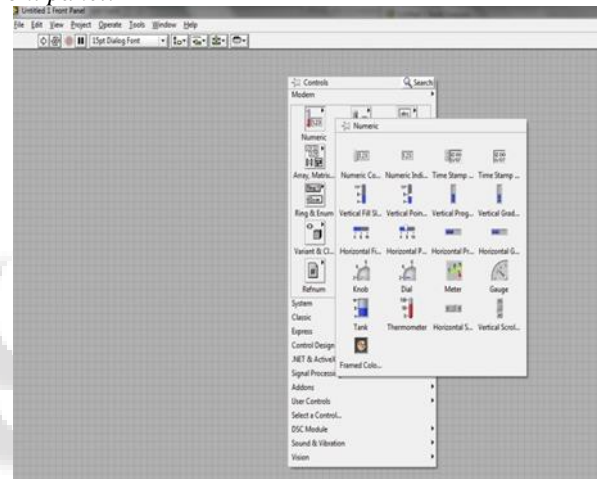 Untitled 2 Front Panel
File Edit View Project Operate Tools Window Help
15pt Dialog Font
Controls Search
Modern
Numeric
Numeric
Array, Matrix...
Numeric Co... Numeric Indi... Time Stamp ... Time Stamp ...
Ring & Enum
Vertical Fill Sl... Vertical Poin... Vertical Prog... Vertical Grad...
Variant & Cl...
Horizontal Fi... Horizontal P... Horizontal Pr... Horizontal G...
Refnum
Knob Dial Meter Gauge
System
Classic
Express
Tank Thermometer Horizontal S... Vertical Scrol...
Control Design
.NET & ActiveX
Framed Colo...
Signal Processi
Addons
User Controls
Select a Control...
DSC Module
Sound & Vibration
Vision